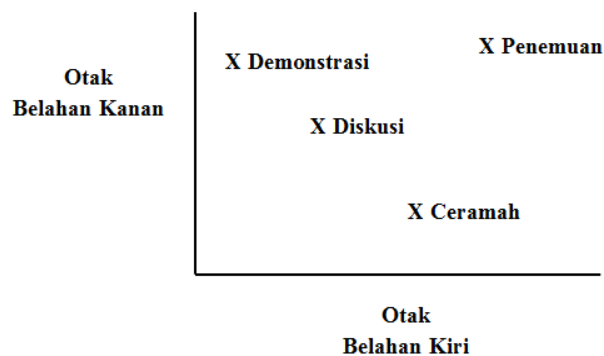 X Penemuan
X Demonstrasi
Otak
Belahan Kanan
X Diskusi
X Ceramah
Otak
Belahan Kiri